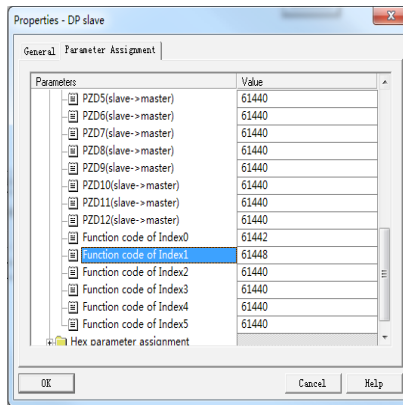 Properties - DP slave
General Parameter Assignment
Parameters Value
PZD5(slave->master) 61440
PZD6(slave->master) 61440
PZD7(slave->master) 61440
PZD8(slave->master) 61440
PZD9(slave->master) 61440
PZD10(slave->master) 61440
PZD11(slave->master) 61440
PZD12(slave->master) 61440
Function code of Index0 61442
Function code of Index1 61448
Function code of Index2 61440
Function code of Index3 61440
Function code of Index4 61440
Function code of Index5 61440
Hex parameter assignment
OK Cancel Help